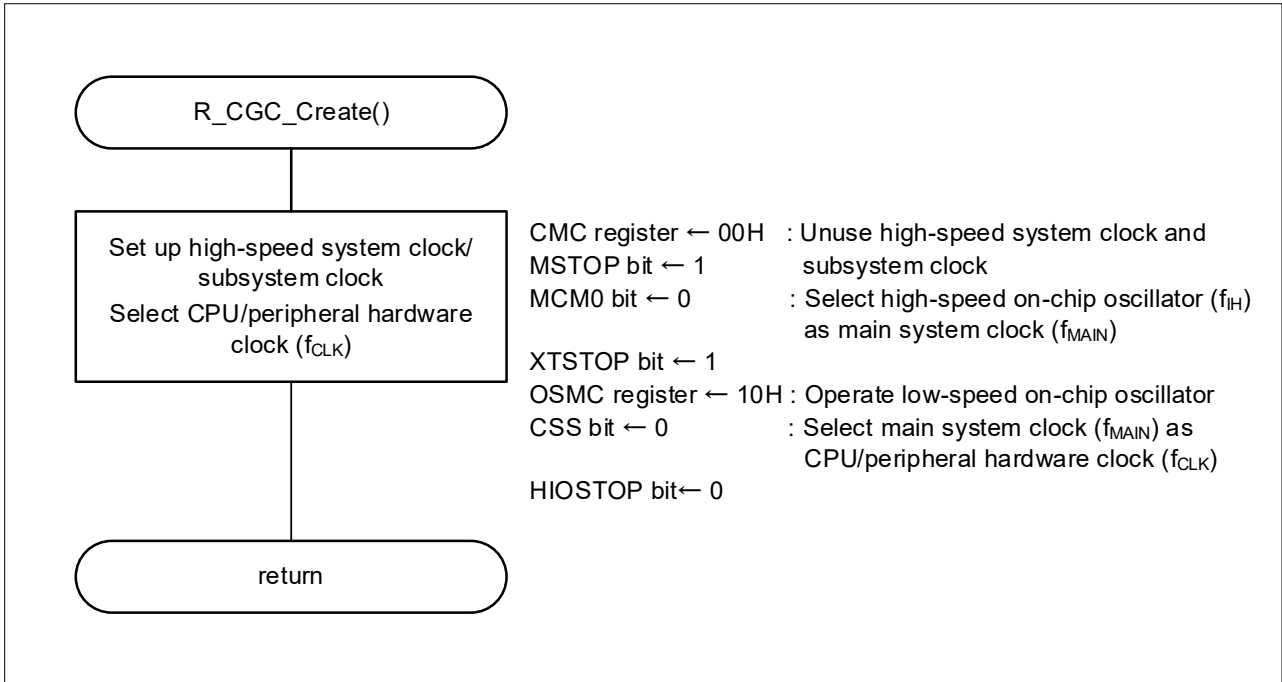 R_CGC_Create()
Set up high-speed system clock/
subsystem clock
Select CPU/peripheral hardware
clock (fCLK)
CMC register ← 00H : Unuse high-speed system clock and
MSTOP bit ← 1 subsystem clock
MCM0 bit ← 0 : Select high-speed on-chip oscillator (fIH)
as main system clock (fMAIN)
XTSTOP bit ← 1
OSMC register ← 10H : Operate low-speed on-chip oscillator
CSS bit ← 0 : Select main system clock (fMAIN) as
CPU/peripheral hardware clock (fCLK)
HIOSTOP bit← 0
return